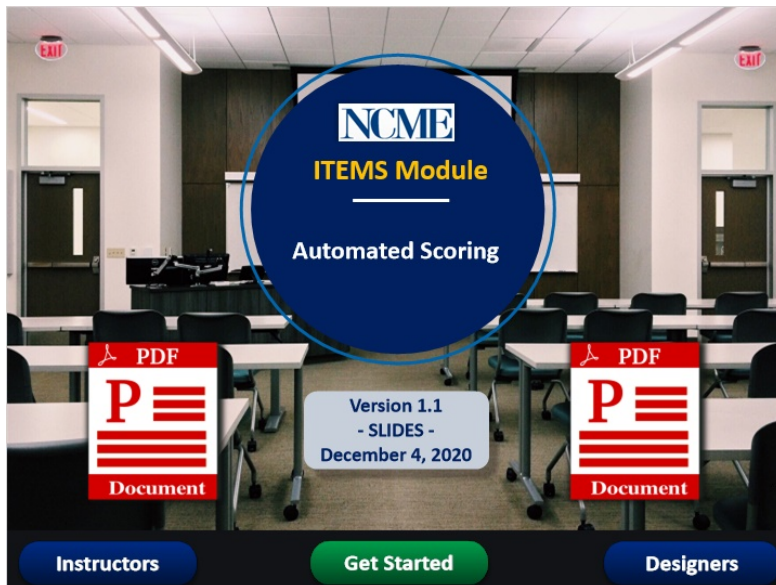 EXIT
EXIT
NCME
ITEMS Module
Automated Scoring
PDF
P
Document
PDF
P
Document
Version 1.1
- SLIDES -
December 4, 2020
Instructors
Get Started
Designers